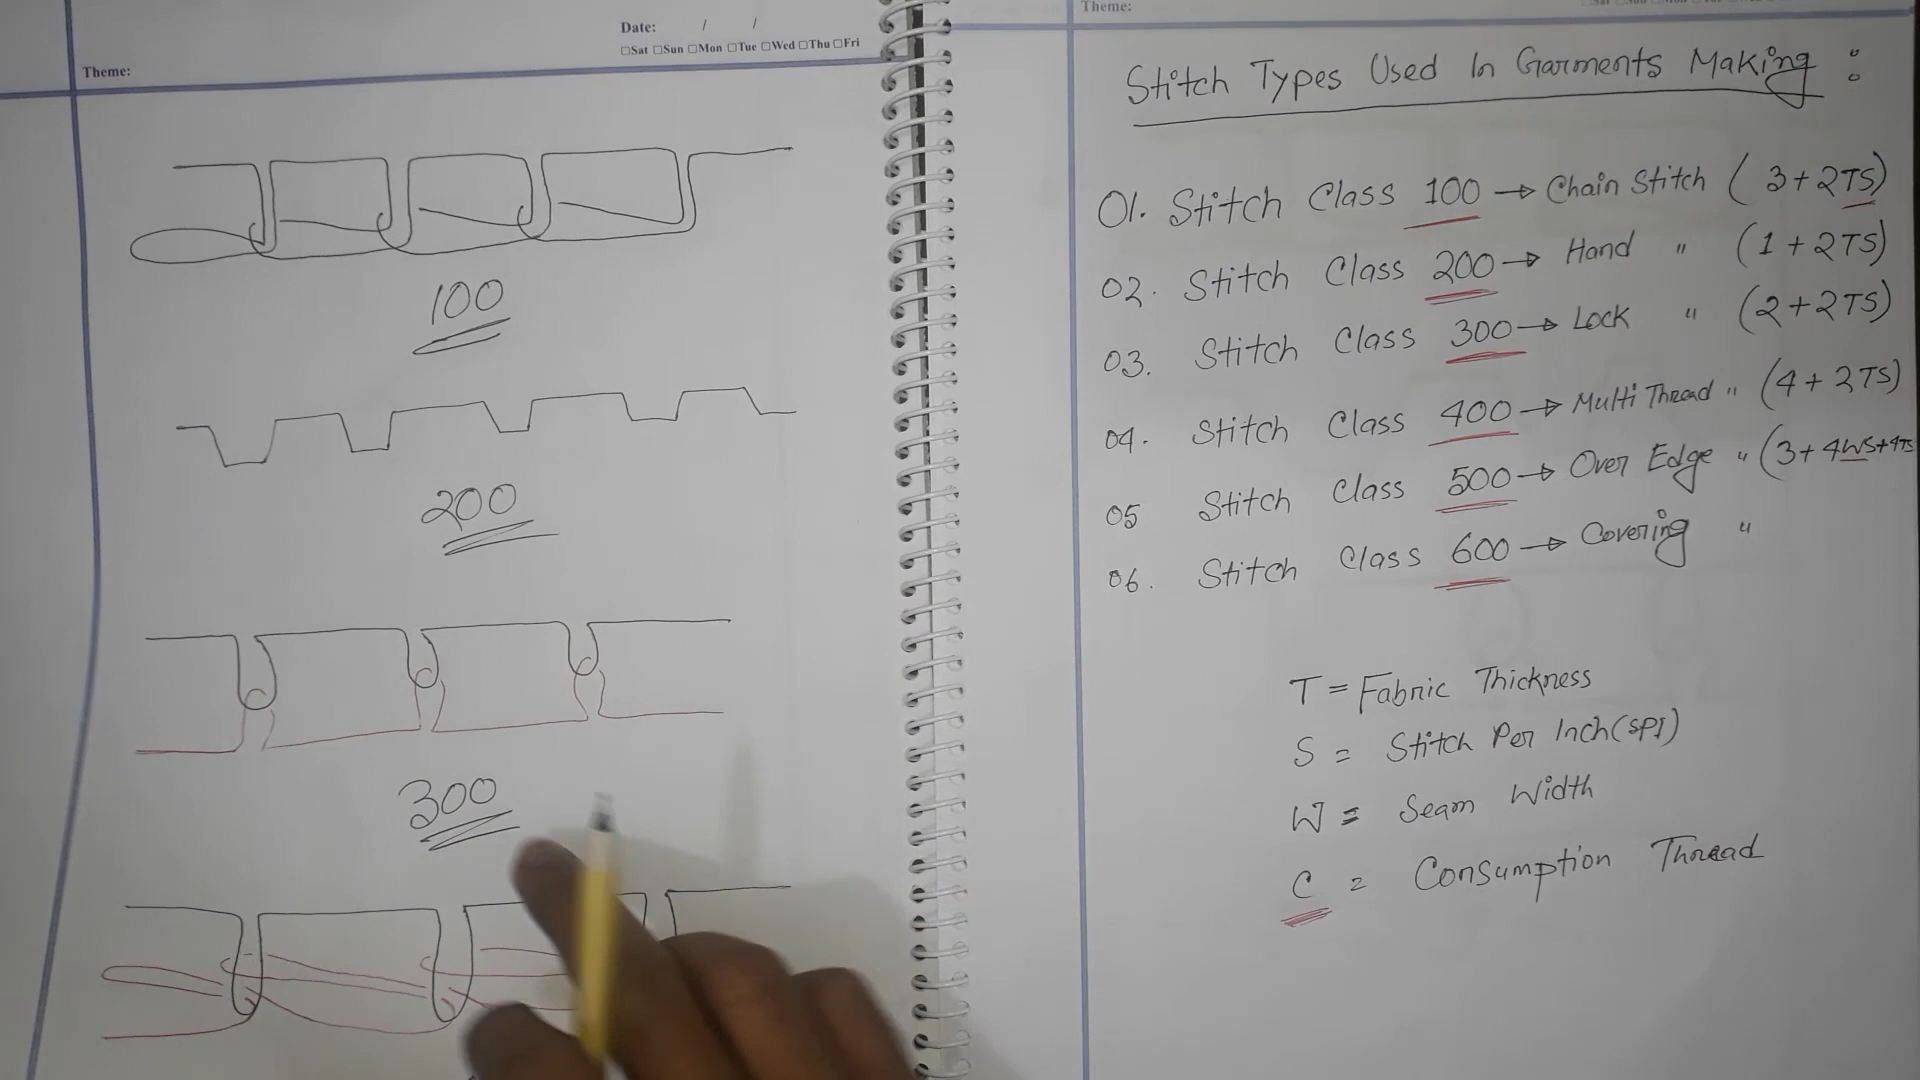 Date: / /
□Sat □Sun □Mon □Tue □Wed □Thu □Fri
Theme:
100
200
300
Theme:
Stitch Types Used In Garments Making :
01. Stitch Class 100 → Chain Stitch ( 3+2TS)
02. Stitch Class 200 → Hand " (1+2TS)
03. Stitch Class 300 → Lock " (2+2TS)
04. Stitch Class 400 → Multi Thread " (4+2TS)
05 Stitch Class 500 → Over Edge " (3+4WS+4TS
06. Stitch Class 600 → Covering "
T = Fabric Thickness
S = Stitch Per Inch (SPI)
W = Seam Width
C = Consumption Thread